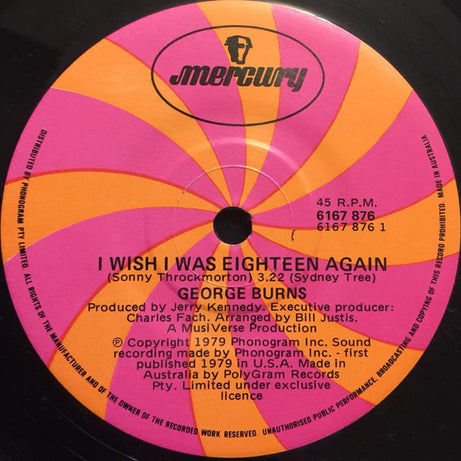 mercury
45 R.P.M.
6167 876
6167 876 1
I WISH I WAS EIGHTEEN AGAIN
(Sonny Throckmorton) 3.22 (Sydney Tree)
GEORGE BURNS
Produced by Jerry Kennedy. Executive producer:
Charles Fach. Arranged by Bill Justis.
A MusiVerse Production
℗ Copyright 1979 Phonogram Inc. Sound
recording made by Phonogram Inc. - first
published 1979 in U.S.A. Made in
Australia by PolyGram Records
Pty. Limited under exclusive
licence
DISTRIBUTED BY PHONOGRAM PTY. LIMITED. ALL RIGHTS OF THE MANUFACTURER AND OF THE OWNER OF THE RECORDED WORK RESERVED. UNAUTHORISED PUBLIC PERFORMANCE, BROADCASTING AND COPYING OF THIS RECORD PROHIBITED. MADE IN AUSTRALIA